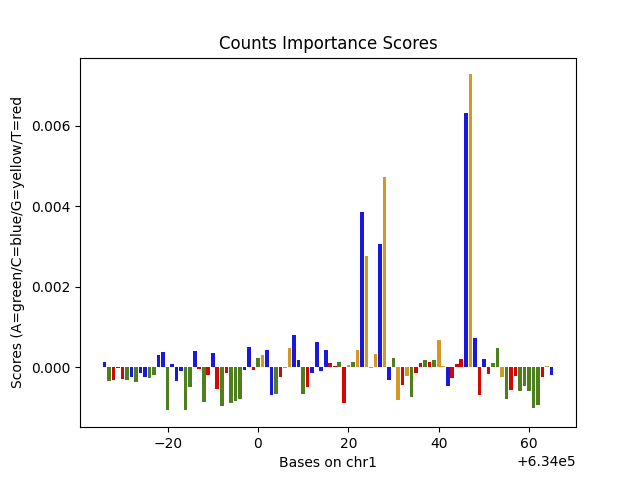 Counts Importance Scores
Scores (A=green/C=blue/G=yellow/T=red
0.006
0.004
0.002
0.000
−20
0
20
40
60
+6.34e5
Bases on chr1